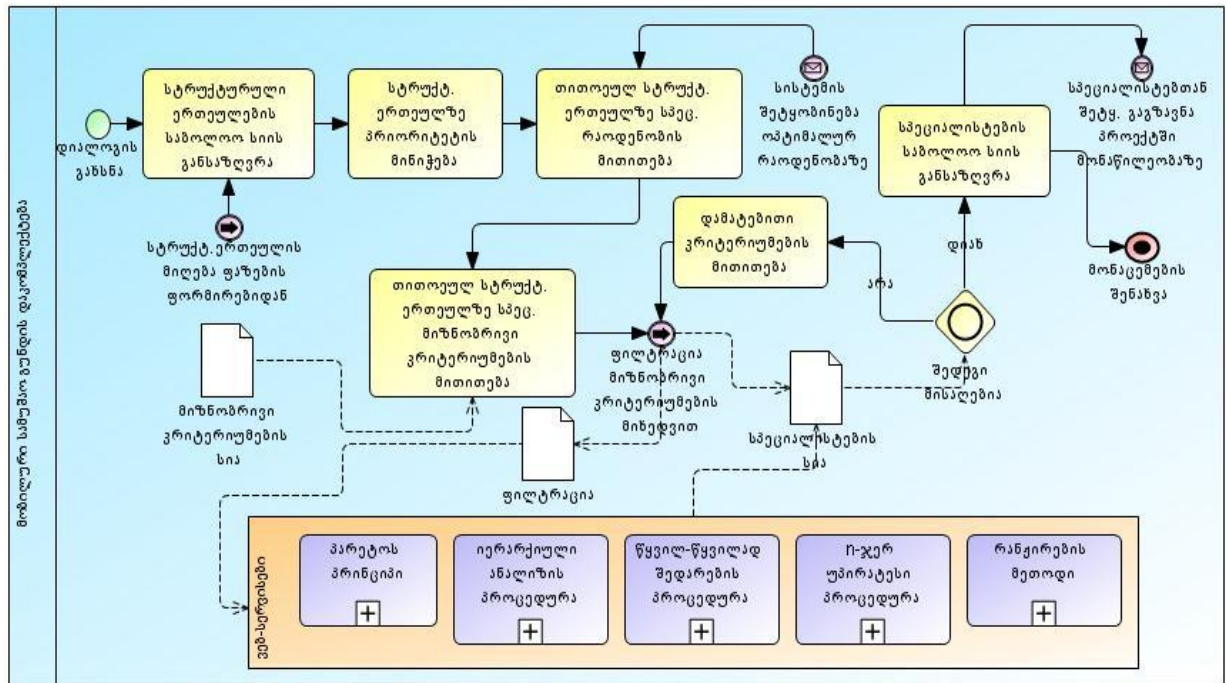 მობილური სამუშაო გუნდის დაკომპლექტება
დიალოგის
გახსნა
სტრუქტურული
ერთეულების
საბოლოო სიის
განსაზღვრა
სტრუქტ.
ერთეულზე
პრიორიტეტის
მინიჭება
თითოეულ სტრუქტ.
ერთეულზე სპეც.
რაოდენობის
მითითება
სისტემის
შეტყობინება
ოპტიმალურ
რაოდენობაზე
სპეციალისტების
საბოლოო სიის
განსაზღვრა
სპეციალისტებთან
შეტყ. გაგზავნა
პროექტში
მონაწილეობაზე
სტრუქტ.ერთეულის
მიღება ფაზების
ფორმირებიდან
თითოეულ სტრუქტ.
ერთეულზე სპეც.
მიზნობრივი
კრიტერიუმების
მითითება
დამატებითი
კრიტერიუმების
მითითება
არა
დიახ
მონაცემების
შენახვა
შედეგი
მისაღებია
მიზნობრივი
კრიტერიუმების
სია
ფილტრაცია
მიზნობრივი
კრიტერიუმების
მიხედვით
ფილტრაცია
სპეციალისტების
სია
ვებ-სერვისები
პარეტოს
პრინციპი
იერარქიული
ანალიზის
პროცედურა
წყვილ-წყვილად
შედარების
პროცედურა
n-ჯერ
უპირატესი
პროცედურა
რანჟირების
მეთოდი